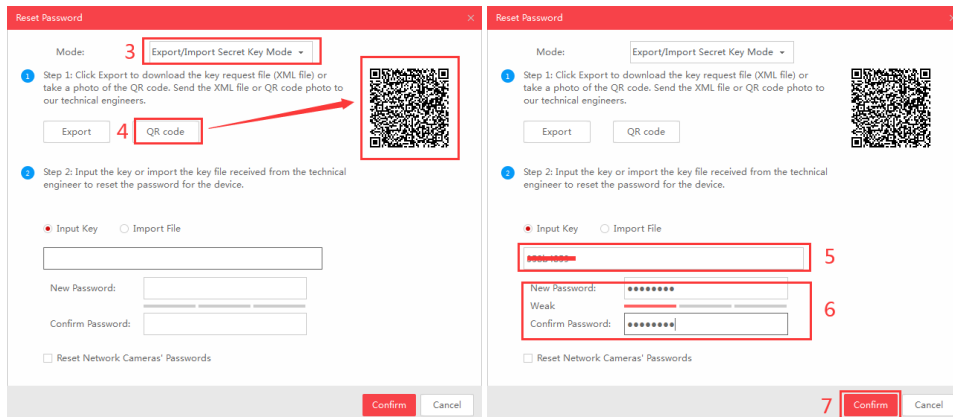 Reset Password
Mode:
3
Export/Import Secret Key Mode
1
Step 1: Click Export to download the key request file (XML file) or
take a photo of the QR code. Send the XML file or QR code photo to
our technical engineers.
Export
4
QR code
2
Step 2: Input the key or import the key file received from the technical
engineer to reset the password for the device.
Input Key
Import File
New Password:
Confirm Password:
Reset Network Cameras' Passwords
Confirm
Cancel
Reset Password
Mode:
Export/Import Secret Key Mode
1
Step 1: Click Export to download the key request file (XML file) or
take a photo of the QR code. Send the XML file or QR code photo to
our technical engineers.
Export
QR code
2
Step 2: Input the key or import the key file received from the technical
engineer to reset the password for the device.
Input Key
Import File
5
New Password:
Weak
6
Confirm Password:
Reset Network Cameras' Passwords
7
Confirm
Cancel